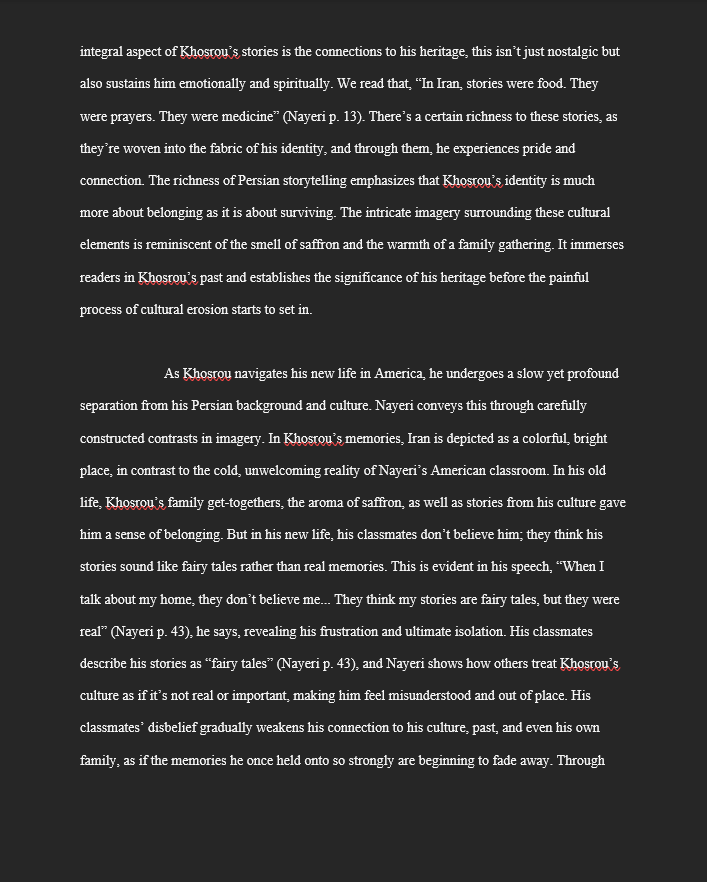 integral aspect of Khosrou’s stories is the connections to his heritage, this isn’t just nostalgic but
also sustains him emotionally and spiritually. We read that, “In Iran, stories were food. They
were prayers. They were medicine” (Nayeri p. 13). There’s a certain richness to these stories, as
they’re woven into the fabric of his identity, and through them, he experiences pride and
connection. The richness of Persian storytelling emphasizes that Khosrou’s identity is much
more about belonging as it is about surviving. The intricate imagery surrounding these cultural
elements is reminiscent of the smell of saffron and the warmth of a family gathering. It immerses
readers in Khosrou’s past and establishes the significance of his heritage before the painful
process of cultural erosion starts to set in.
As Khosrou navigates his new life in America, he undergoes a slow yet profound
separation from his Persian background and culture. Nayeri conveys this through carefully
constructed contrasts in imagery. In Khosrou’s memories, Iran is depicted as a colorful, bright
place, in contrast to the cold, unwelcoming reality of Nayeri’s American classroom. In his old
life, Khosrou’s family get-togethers, the aroma of saffron, as well as stories from his culture gave
him a sense of belonging. But in his new life, his classmates don’t believe him; they think his
stories sound like fairy tales rather than real memories. This is evident in his speech, “When I
talk about my home, they don’t believe me... They think my stories are fairy tales, but they were
real” (Nayeri p. 43), he says, revealing his frustration and ultimate isolation. His classmates
describe his stories as “fairy tales” (Nayeri p. 43), and Nayeri shows how others treat Khosrou’s
culture as if it’s not real or important, making him feel misunderstood and out of place. His
classmates’ disbelief gradually weakens his connection to his culture, past, and even his own
family, as if the memories he once held onto so strongly are beginning to fade away. Through